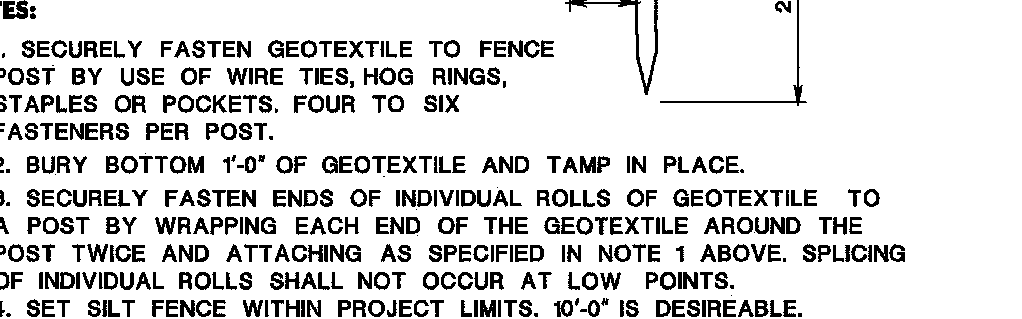 TES:
1. SECURELY FASTEN GEOTEXTILE TO FENCE
POST BY USE OF WIRE TIES, HOG RINGS,
STAPLES OR POCKETS. FOUR TO SIX
FASTENERS PER POST.
2. BURY BOTTOM 1'-0" OF GEOTEXTILE AND TAMP IN PLACE.
3. SECURELY FASTEN ENDS OF INDIVIDUAL ROLLS OF GEOTEXTILE TO
A POST BY WRAPPING EACH END OF THE GEOTEXTILE AROUND THE
POST TWICE AND ATTACHING AS SPECIFIED IN NOTE 1 ABOVE. SPLICING
OF INDIVIDUAL ROLLS SHALL NOT OCCUR AT LOW POINTS.
4. SET SILT FENCE WITHIN PROJECT LIMITS. 10'-0" IS DESIREABLE.
2